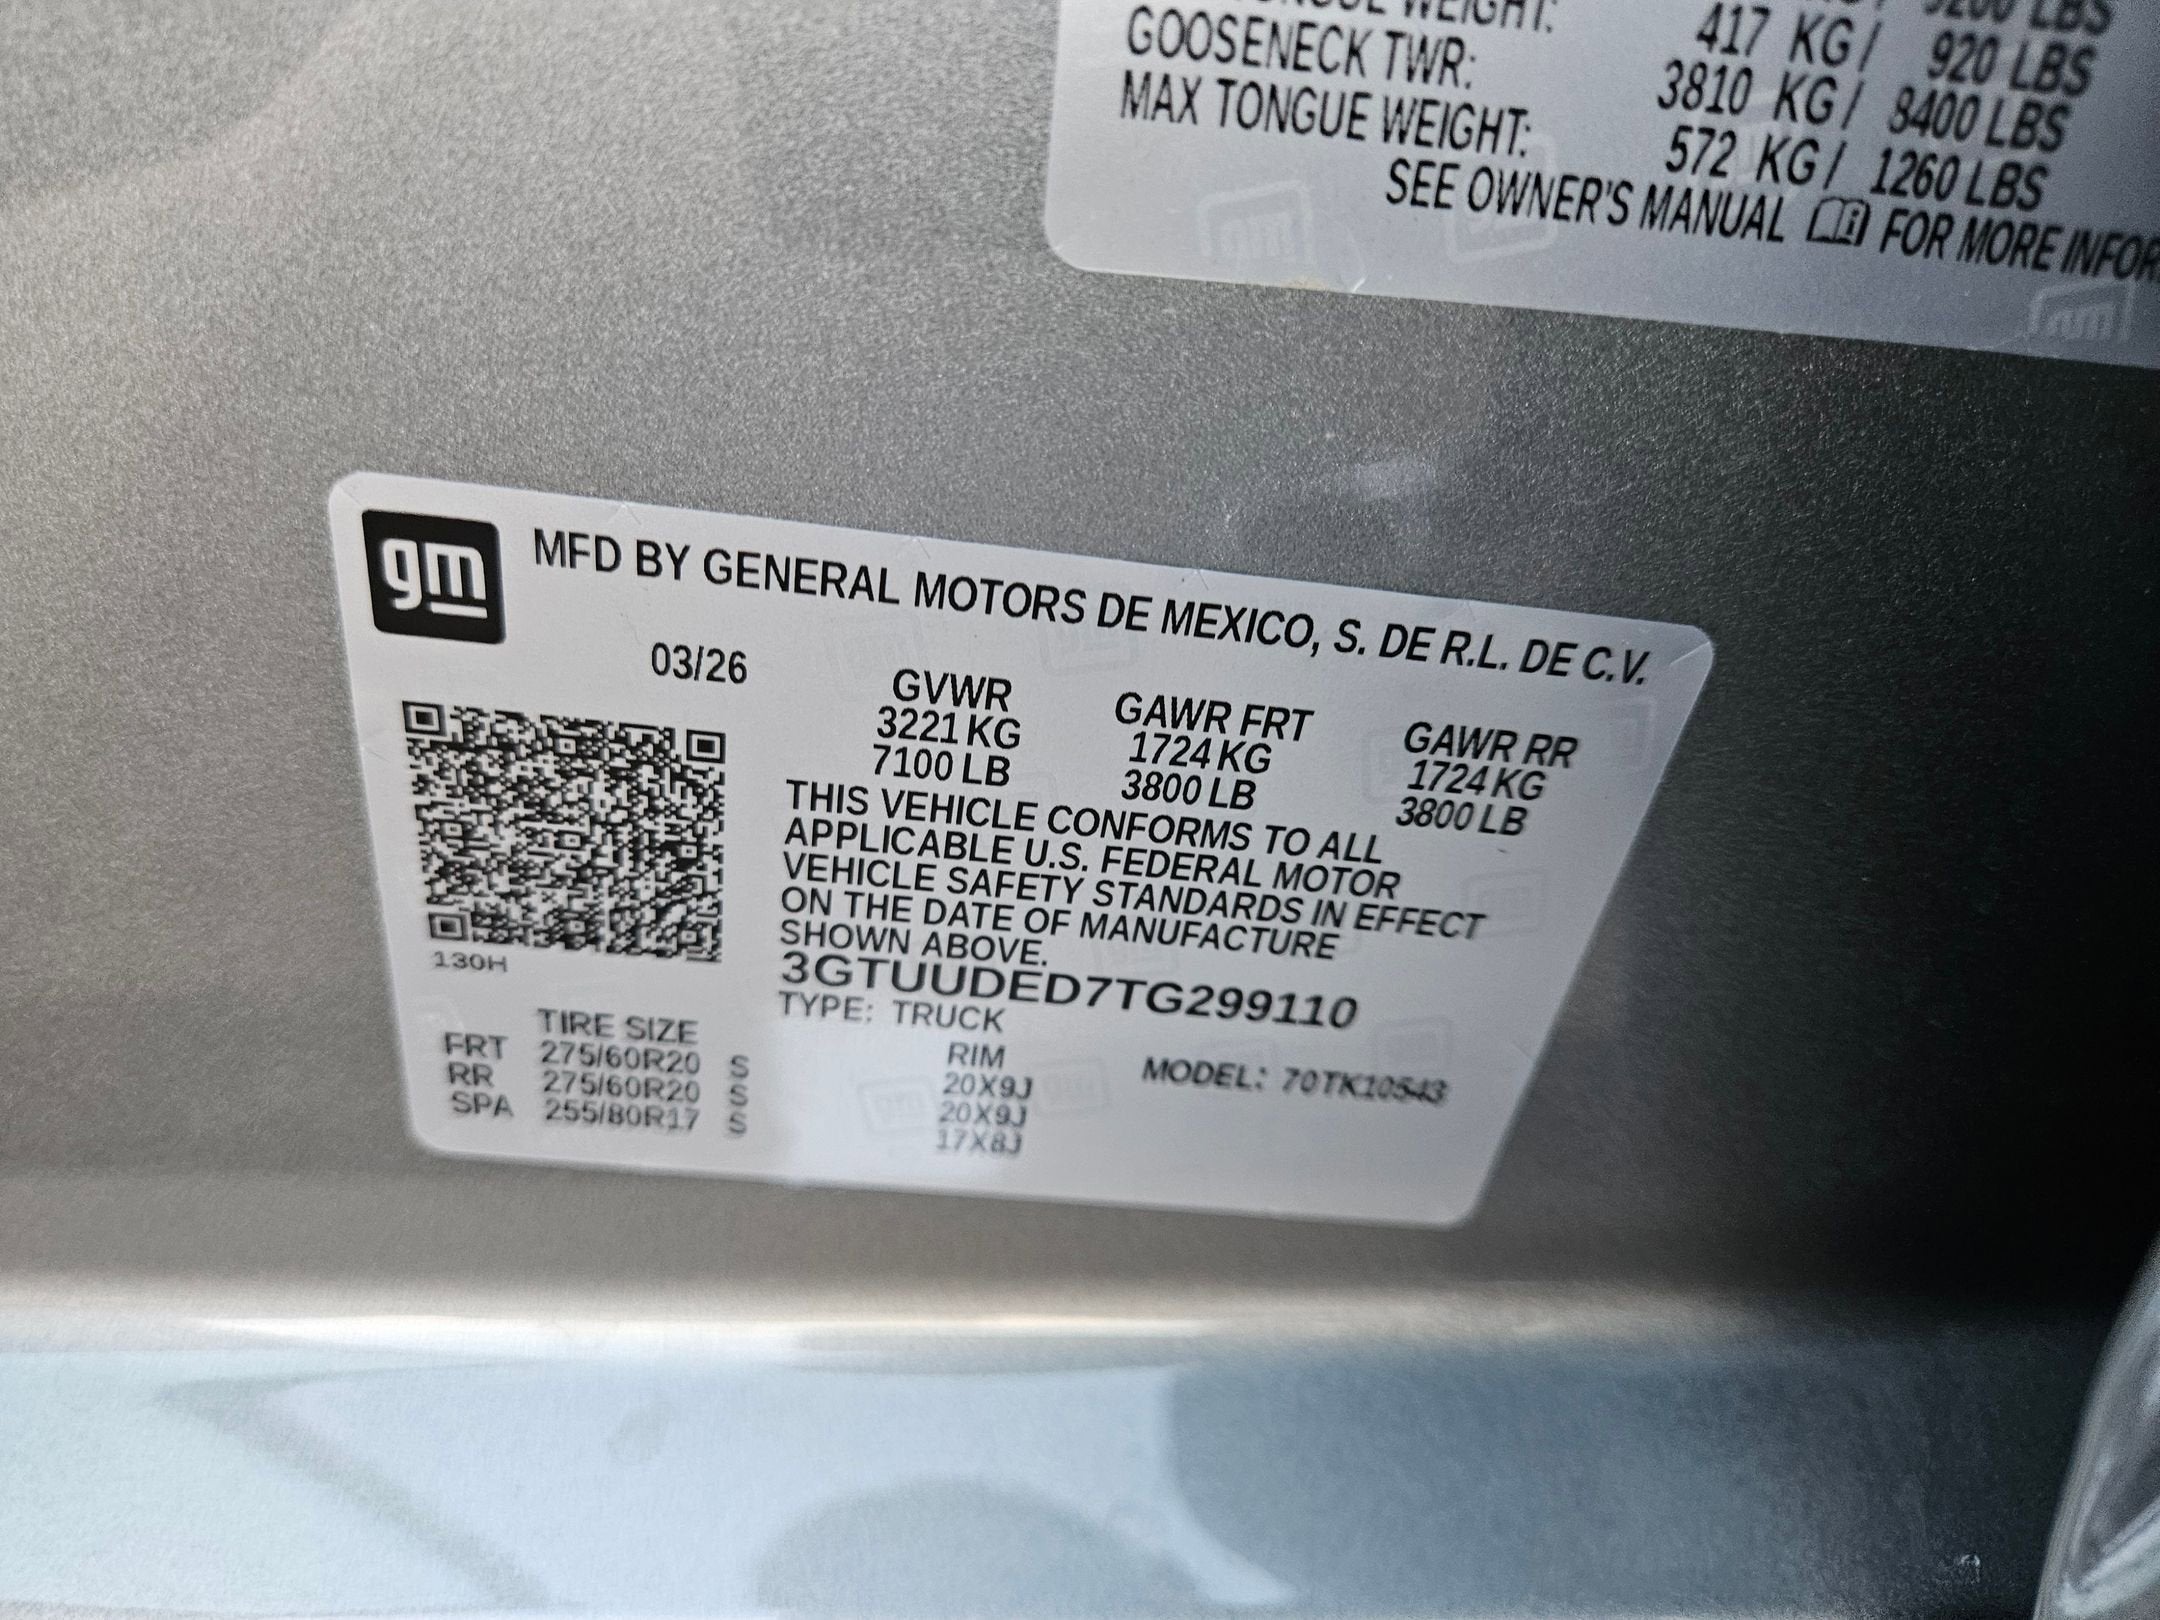 TONGUE WEIGHT: 417 KG/ 920 LBS
GOOSENECK TWR: 3810 KG/ 8400 LBS
MAX TONGUE WEIGHT: 572 KG/ 1260 LBS
SEE OWNER'S MANUAL FOR MORE
gm
MFD BY GENERAL MOTORS DE MEXICO, S. DE R.L. DE C.V.
03/26
GVWR GAWR FRT GAWR RR
3221 KG 1724 KG 1724 KG
7100 LB 3800 LB 3800 LB
THIS VEHICLE CONFORMS TO ALL
APPLICABLE U.S. FEDERAL MOTOR
VEHICLE SAFETY STANDARDS IN EFFECT
ON THE DATE OF MANUFACTURE
SHOWN ABOVE.
130H
3GTUUDED7TG299110
TYPE: TRUCK
TIRE SIZE RIM MODEL: 70TK10543
FRT 275/60R20 S 20X9J
RR 275/60R20 S 20X9J
SPA 255/80R17 S 17X8J